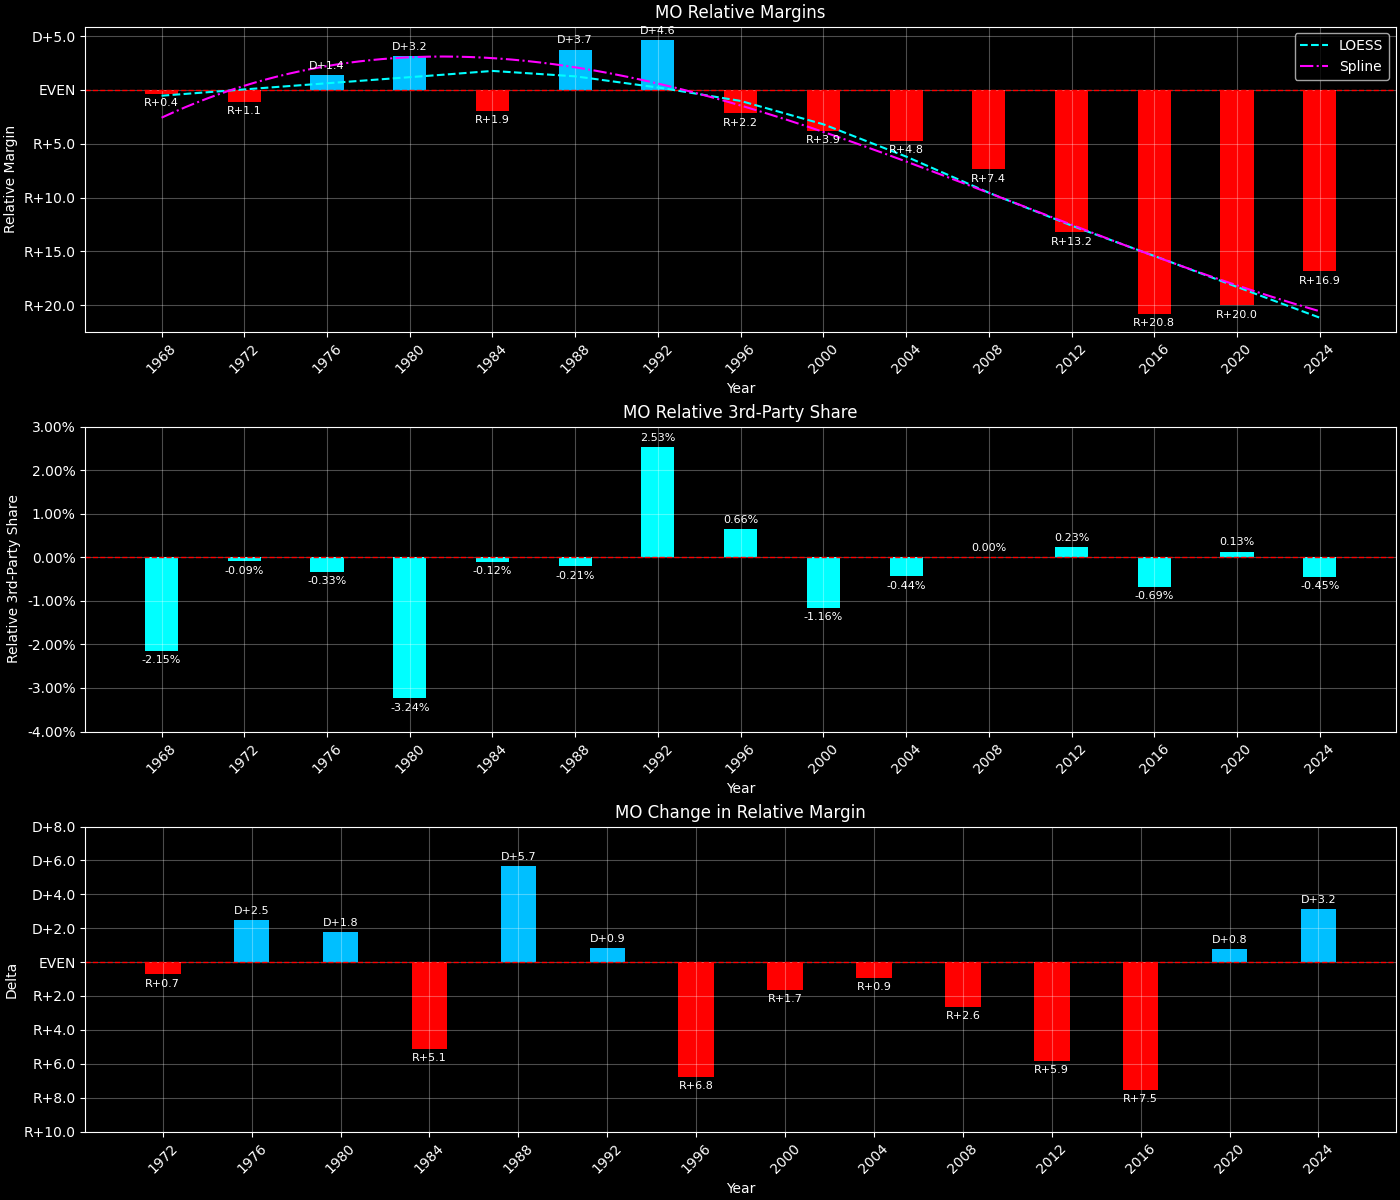 MO Relative Margins
Relative Margin
D+5.0
EVEN
R+5.0
R+10.0
R+15.0
R+20.0
LOESS
Spline
R+0.4
R+1.1
D+1.4
D+3.2
R+1.9
D+3.7
D+4.6
R+2.2
R+3.9
R+4.8
R+7.4
R+13.2
R+20.8
R+20.0
R+16.9
1968
1972
1976
1980
1984
1988
1992
1996
2000
2004
2008
2012
2016
2020
2024
Year
MO Relative 3rd-Party Share
Relative 3rd-Party Share
3.00%
2.00%
1.00%
0.00%
-1.00%
-2.00%
-3.00%
-4.00%
-2.15%
-0.09%
-0.33%
-3.24%
-0.12%
-0.21%
2.53%
0.66%
-1.16%
-0.44%
0.00%
0.23%
-0.69%
0.13%
-0.45%
1968
1972
1976
1980
1984
1988
1992
1996
2000
2004
2008
2012
2016
2020
2024
Year
MO Change in Relative Margin
Delta
D+8.0
D+6.0
D+4.0
D+2.0
EVEN
R+2.0
R+4.0
R+6.0
R+8.0
R+10.0
R+0.7
D+2.5
D+1.8
R+5.1
D+5.7
D+0.9
R+6.8
R+1.7
R+0.9
R+2.6
R+5.9
R+7.5
D+0.8
D+3.2
1972
1976
1980
1984
1988
1992
1996
2000
2004
2008
2012
2016
2020
2024
Year